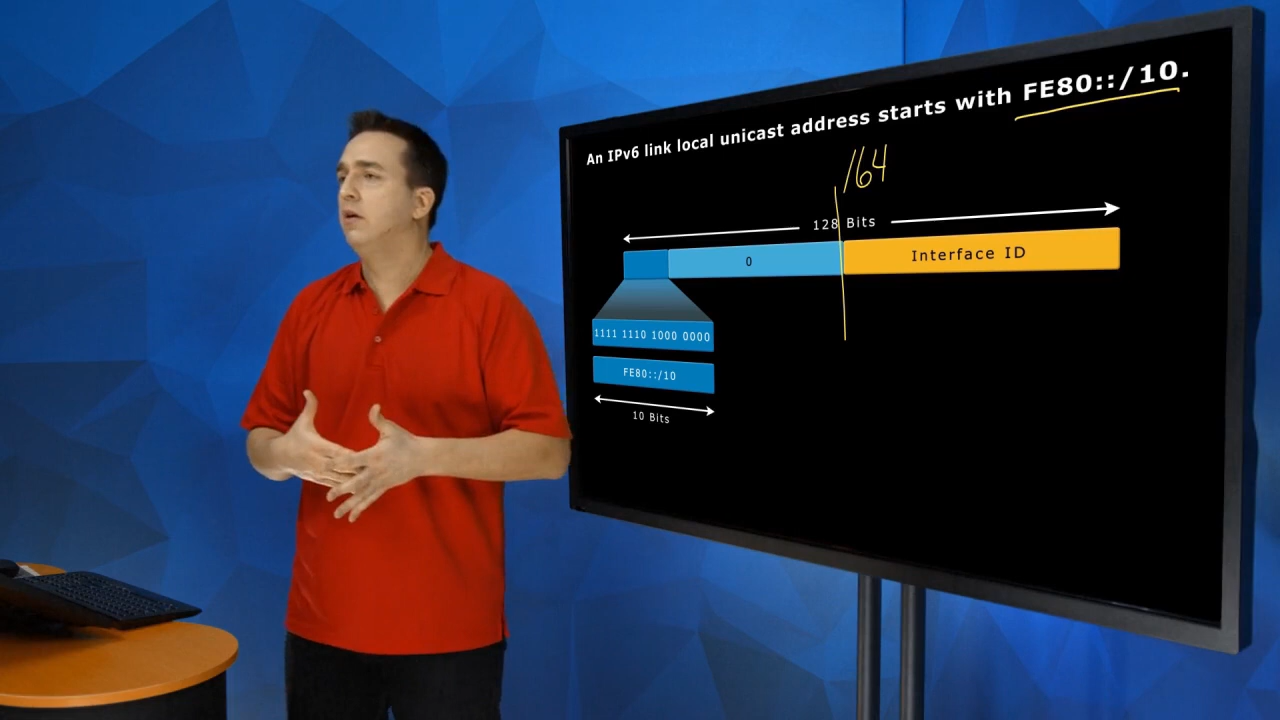 An IPv6 link local unicast address starts with FE80::/10.
/64
128 Bits
0
Interface ID
1111 1110 1000 0000
FE80::/10
10 Bits